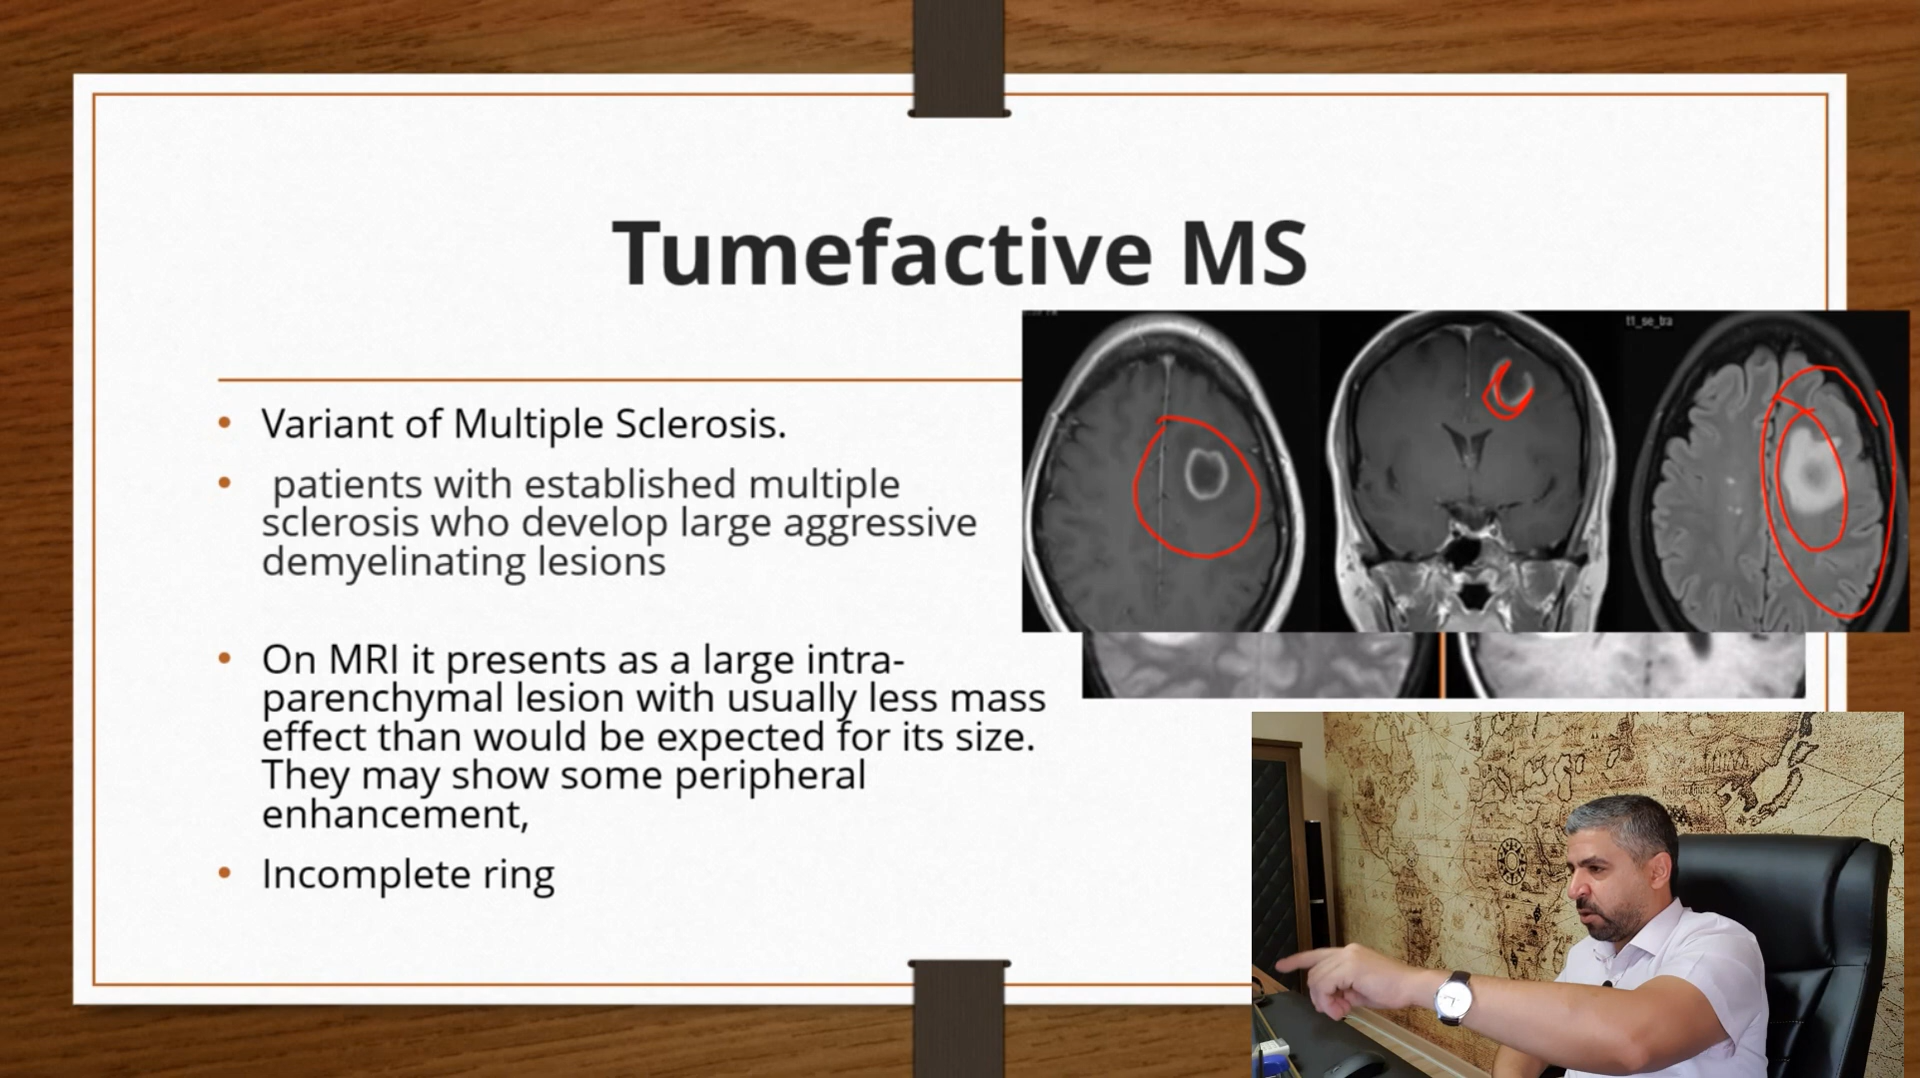 Tumefactive MS
t1_se_tra
• Variant of Multiple Sclerosis.
• patients with established multiple
sclerosis who develop large aggressive
demyelinating lesions
• On MRI it presents as a large intra-
parenchymal lesion with usually less mass
effect than would be expected for its size.
They may show some peripheral
enhancement,
• Incomplete ring